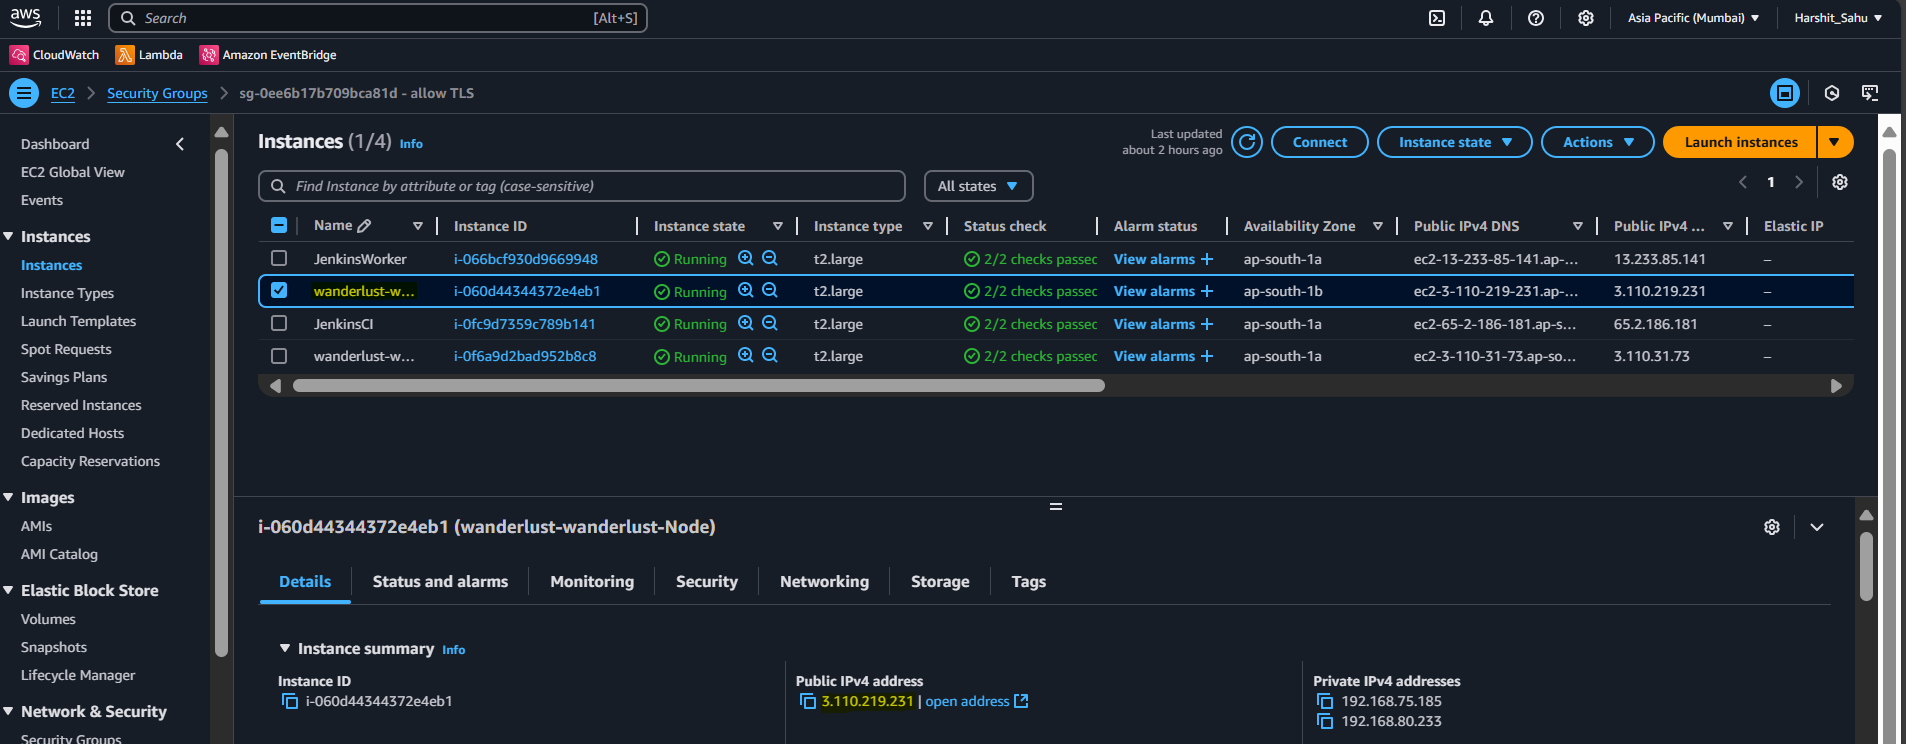 aws
Search [Alt+S] Asia Pacific (Mumbai) Harshit_Sahu
CloudWatch Lambda Amazon EventBridge
EC2 Security Groups sg-0ee6b17b709bca81d - allow TLS
Dashboard
EC2 Global View
Events
Instances
Instances
Instance Types
Launch Templates
Spot Requests
Savings Plans
Reserved Instances
Dedicated Hosts
Capacity Reservations
Images
AMIs
AMI Catalog
Elastic Block Store
Volumes
Snapshots
Lifecycle Manager
Network & Security
Security Groups
Instances (1/4) Info
Last updated
about 2 hours ago
Connect Instance state Actions Launch instances
Find Instance by attribute or tag (case-sensitive) All states 1
Name Instance ID Instance state Instance type Status check Alarm status Availability Zone Public IPv4 DNS Public IPv4 ... Elastic IP
JenkinsWorker i-066bcf930d9669948 Running t2.large 2/2 checks passec View alarms + ap-south-1a ec2-13-233-85-141.ap-... 13.233.85.141 –
wanderlust-w... i-060d44344372e4eb1 Running t2.large 2/2 checks passec View alarms + ap-south-1b ec2-3-110-219-231.ap-... 3.110.219.231 –
JenkinsCI i-0fc9d7359c789b141 Running t2.large 2/2 checks passec View alarms + ap-south-1a ec2-65-2-186-181.ap-s... 65.2.186.181 –
wanderlust-w... i-0f6a9d2bad952b8c8 Running t2.large 2/2 checks passec View alarms + ap-south-1a ec2-3-110-31-73.ap-so... 3.110.31.73 –
i-060d44344372e4eb1 (wanderlust-wanderlust-Node)
Details Status and alarms Monitoring Security Networking Storage Tags
Instance summary Info
Instance ID
i-060d44344372e4eb1
Public IPv4 address
3.110.219.231 | open address
Private IPv4 addresses
192.168.75.185
192.168.80.233